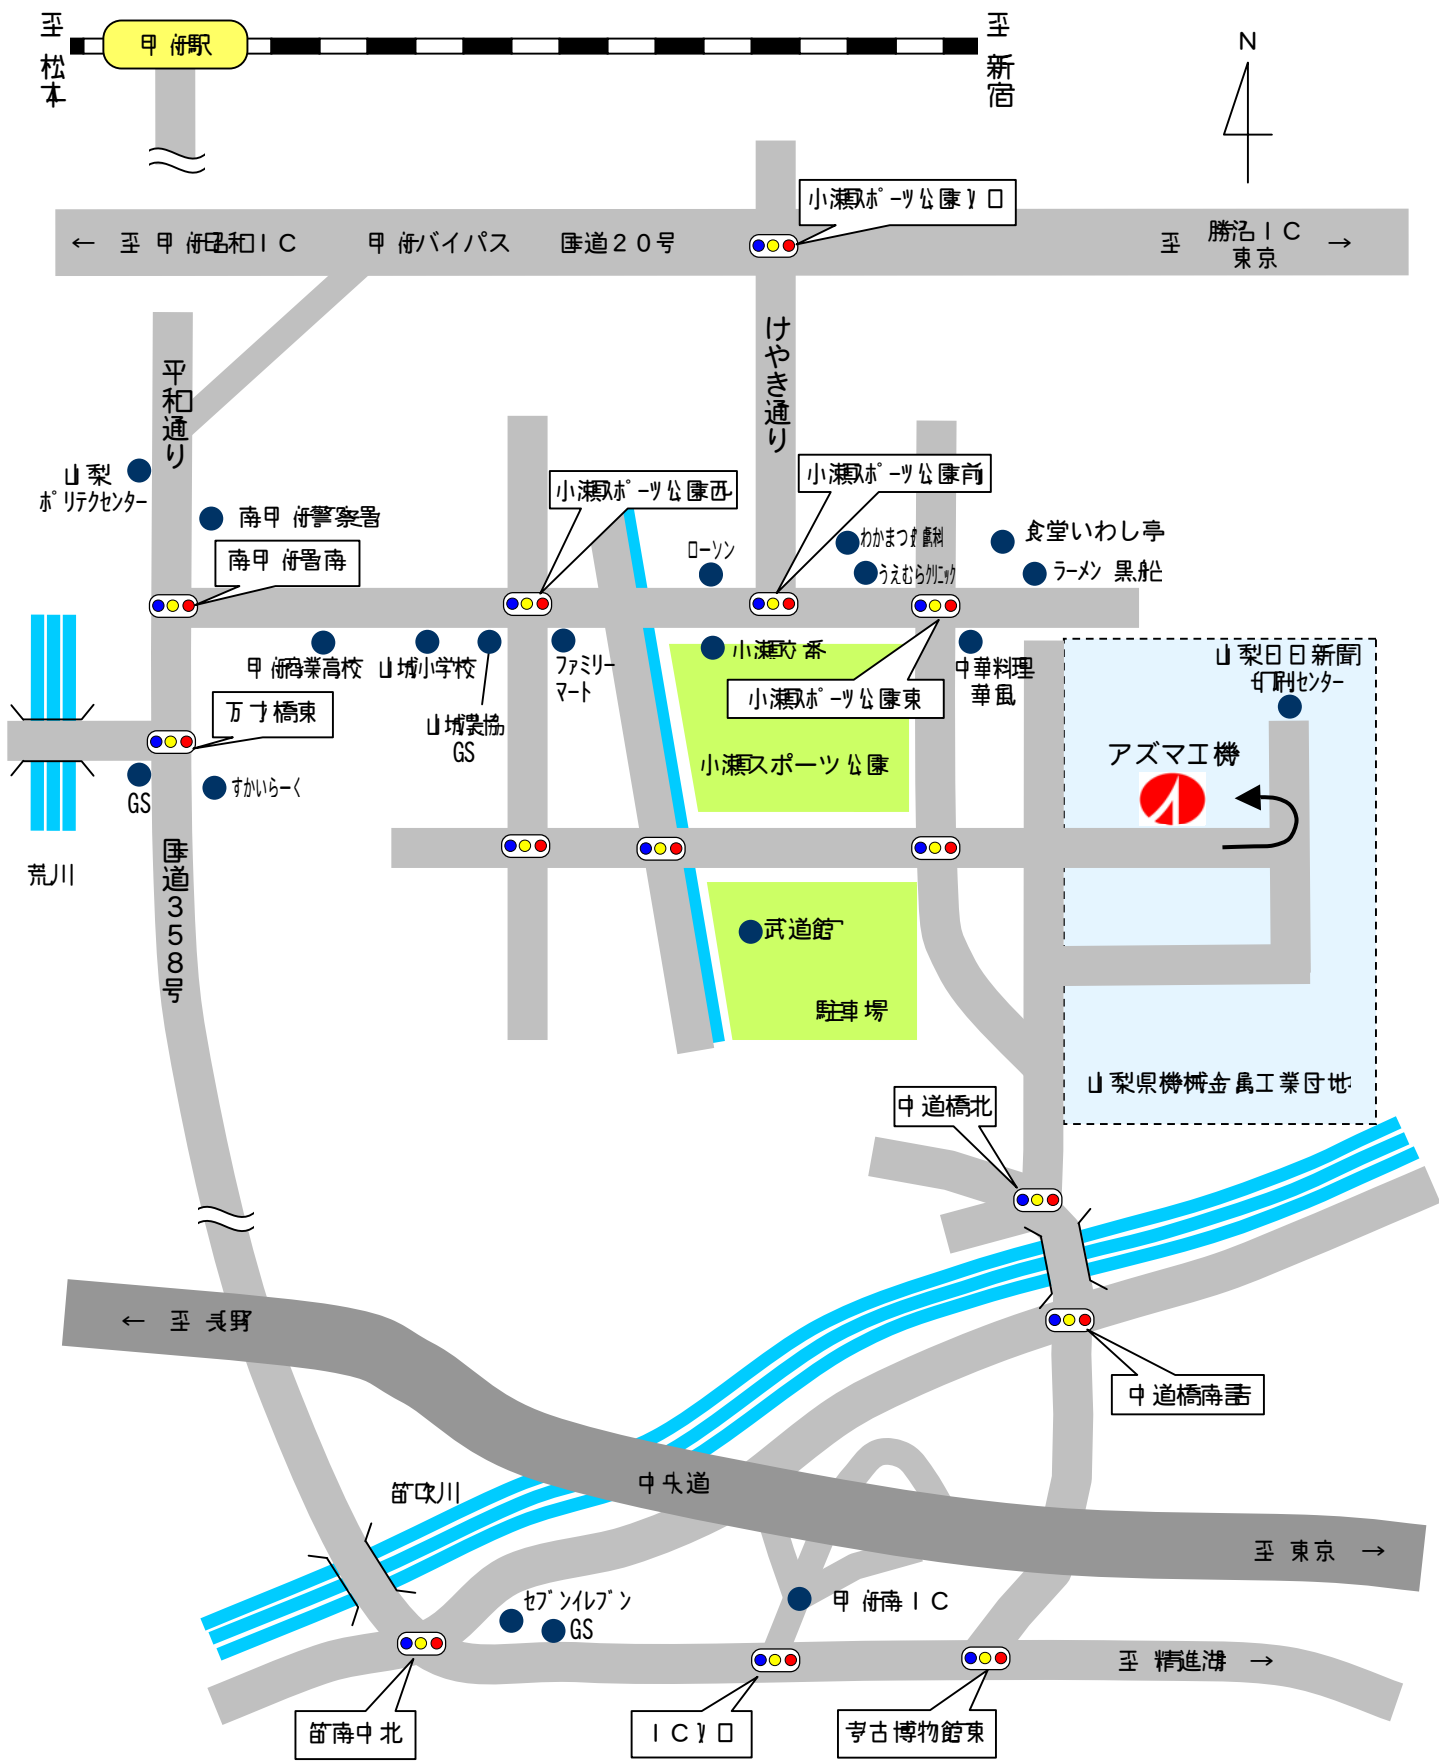 至 松本
甲府駅
至 新宿
N
小瀬スポーツ公園入口
← 至 甲府昭和IC
甲府バイパス
国道20号
至
勝沼IC
東京
→
平和通り
けやき通り
山梨
ポリテクセンター
南甲府警察署
南甲府署南
小瀬スポーツ公園西
小瀬スポーツ公園前
ローソン
わかまつ皮膚科
うえむらクリニック
食堂いわし亭
ラーメン 黒船
甲府商業高校
山城小学校
山城農協
GS
ファミリー
マート
小瀬交番
小瀬スポーツ公園東
中華料理
華風
山梨日日新聞
印刷センター
万才橋東
GS
すかいらーく
荒川
小瀬スポーツ公園
アズマ工機
国道358号
武道館
駐車場
山梨県機械金属工業団地
中道橋北
← 至 長野
中道橋南詰
笛吹川
中央道
至 東京 →
セブンイレブン
GS
甲府南IC
至 精進湖 →
笛南中北
IC入口
考古博物館東